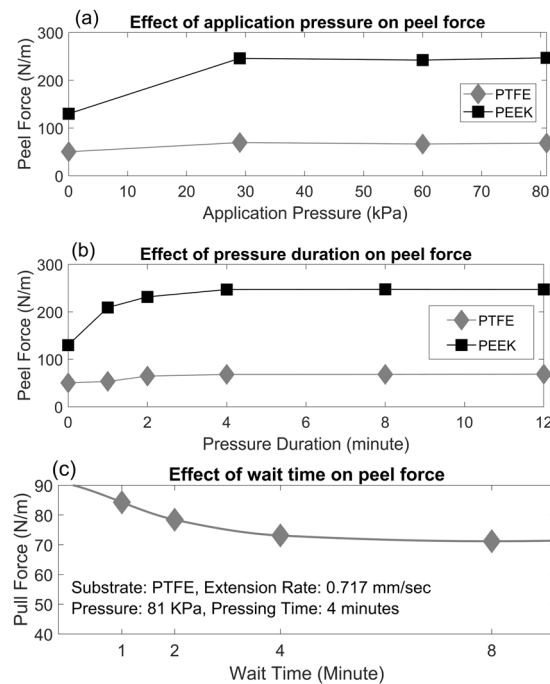 (a)
Effect of application pressure on peel force
Peel Force (N/m)
300
200
100
0
PTFE
PEEK
0 10 20 30 40 50 60 70 80
Application Pressure (kPa)
(b)
Effect of pressure duration on peel force
Peel Force (N/m)
300
200
100
0
PTFE
PEEK
0 2 4 6 8 10 12
Pressure Duration (minute)
(c)
Effect of wait time on peel force
Pull Force (N/m)
90
80
70
60
50
40
Substrate: PTFE, Extension Rate: 0.717 mm/sec
Pressure: 81 KPa, Pressing Time: 4 minutes
1 2 4 8
Wait Time (Minute)